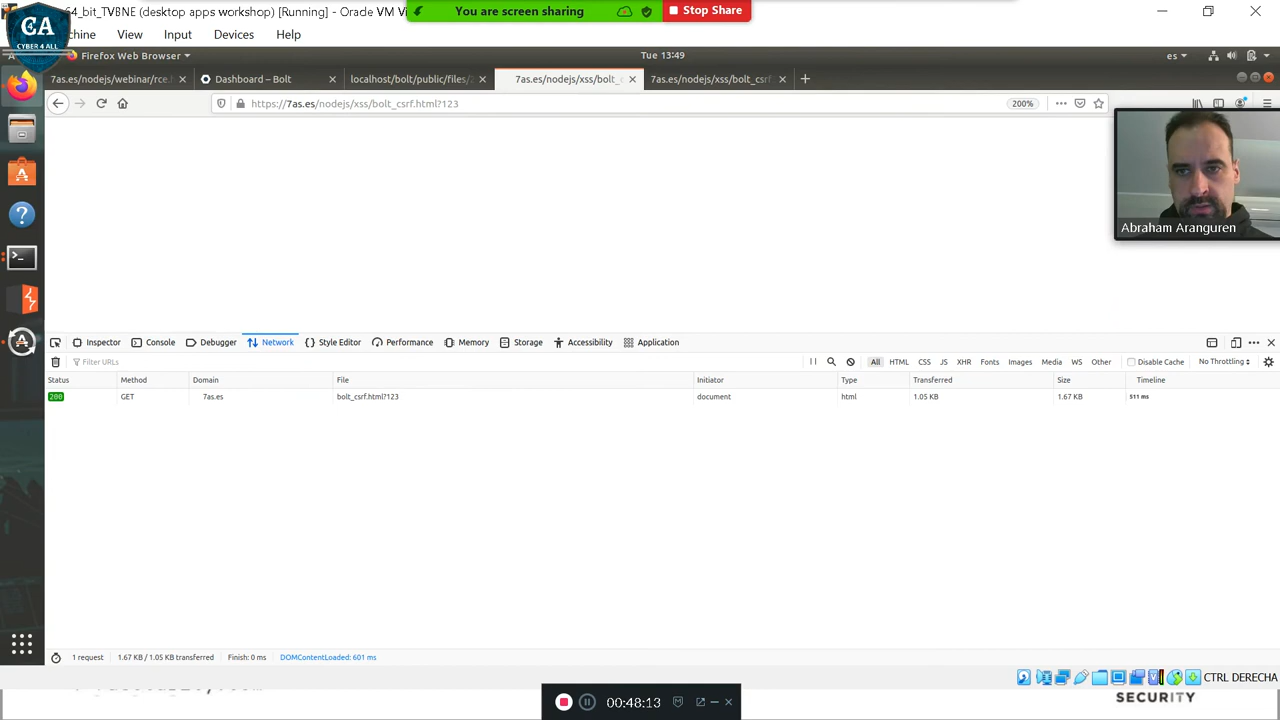 64_bit_TVBNE (desktop apps workshop) [Running] - Oracle VM Vi
You are screen sharing
Stop Share
CA
CYBER 4 ALL
chine View Input Devices Help
Firefox Web Browser
Tue 13:49
es
7as.es/nodejs/webinar/rce.
Dashboard – Bolt
localhost/bolt/public/files/
7as.es/nodejs/xss/bolt_c
7as.es/nodejs/xss/bolt_csrf
https://7as.es/nodejs/xss/bolt_csrf.html?123
200%
Abraham Aranguren
Inspector Console Debugger Network Style Editor Performance Memory Storage Accessibility Application
Filter URLs
All HTML CSS JS XHR Fonts Images Media WS Other Disable Cache No Throttling
Status Method Domain File Initiator Type Transferred Size Timeline
200 GET 7as.es bolt_csrf.html?123 document html 1.05 KB 1.67 KB 511 ms
1 request 1.67 KB / 1.05 KB transferred Finish: 0 ms DOMContentLoaded: 601 ms
CTRL DERECHA
00:48:13
SECURITY